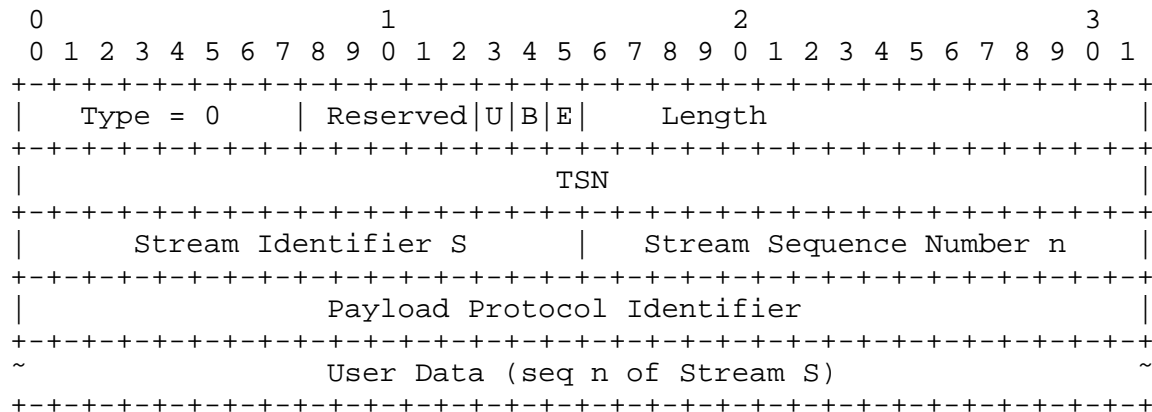 0                   1                   2                   3
 0 1 2 3 4 5 6 7 8 9 0 1 2 3 4 5 6 7 8 9 0 1 2 3 4 5 6 7 8 9 0 1
+-+-+-+-+-+-+-+-+-+-+-+-+-+-+-+-+-+-+-+-+-+-+-+-+-+-+-+-+-+-+-+-+
|   Type = 0    | Reserved|U|B|E|    Length                     |
+-+-+-+-+-+-+-+-+-+-+-+-+-+-+-+-+-+-+-+-+-+-+-+-+-+-+-+-+-+-+-+-+
|                              TSN                              |
+-+-+-+-+-+-+-+-+-+-+-+-+-+-+-+-+-+-+-+-+-+-+-+-+-+-+-+-+-+-+-+-+
|      Stream Identifier S      |   Stream Sequence Number n    |
+-+-+-+-+-+-+-+-+-+-+-+-+-+-+-+-+-+-+-+-+-+-+-+-+-+-+-+-+-+-+-+-+
|                 Payload Protocol Identifier                   |
+-+-+-+-+-+-+-+-+-+-+-+-+-+-+-+-+-+-+-+-+-+-+-+-+-+-+-+-+-+-+-+-+
~                 User Data (seq n of Stream S)                 ~
+-+-+-+-+-+-+-+-+-+-+-+-+-+-+-+-+-+-+-+-+-+-+-+-+-+-+-+-+-+-+-+-+